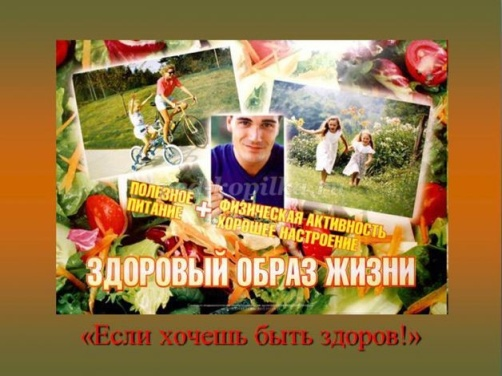 ПОЛЕЗНОЕ
ПИТАНИЕ
+
ФИЗИЧЕСКАЯ АКТИВНОСТЬ
ХОРОШЕЕ НАСТРОЕНИЕ
ЗДОРОВЫЙ ОБРАЗ ЖИЗНИ
«Если хочешь быть здоров!»